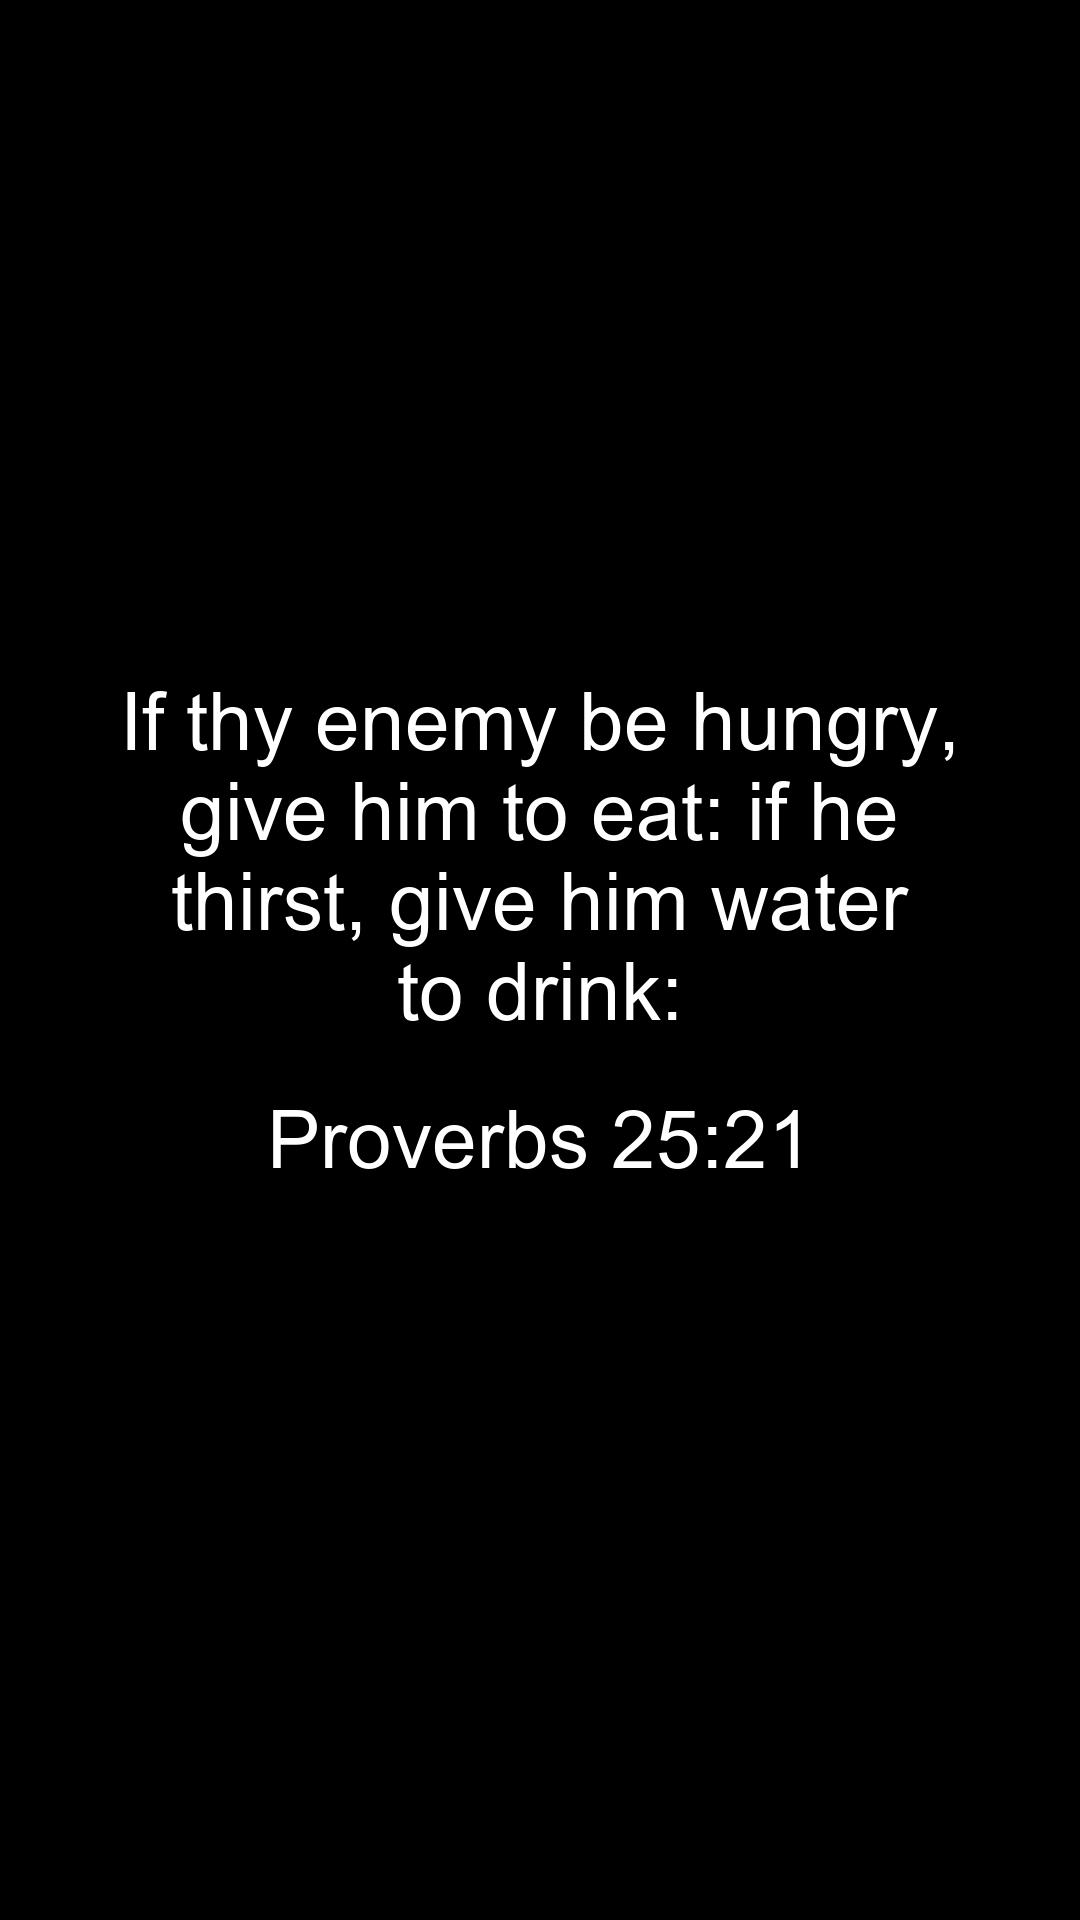 If thy enemy be hungry,
give him to eat: if he
thirst, give him water
to drink:
Proverbs 25:21